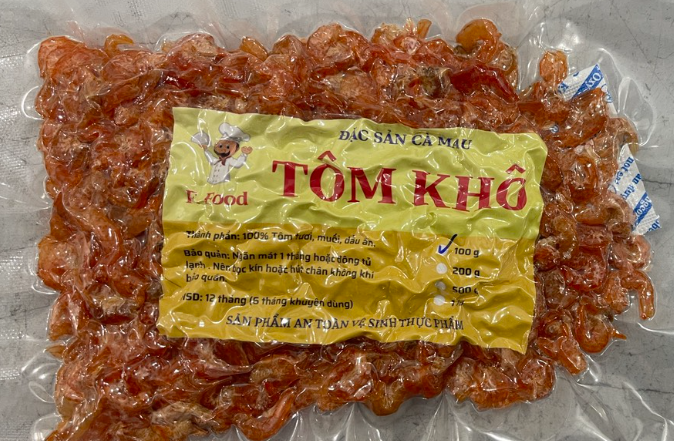 ĐẶC SẢN CÀ MAU
TÔM KHÔ
Food
Thành phần: 100% Tôm tươi, muối, dầu ăn.
Bảo quản: Ngăn mát 1 tháng hoặc đông tủ
lạnh. Nên bọc kín hoặc hút chân không khi
bảo quản.
HSD: 12 tháng (6 tháng khuyên dùng)
100 g
200 g
500 g
SẢN PHẨM AN TOÀN VỆ SINH THỰC PHẨM